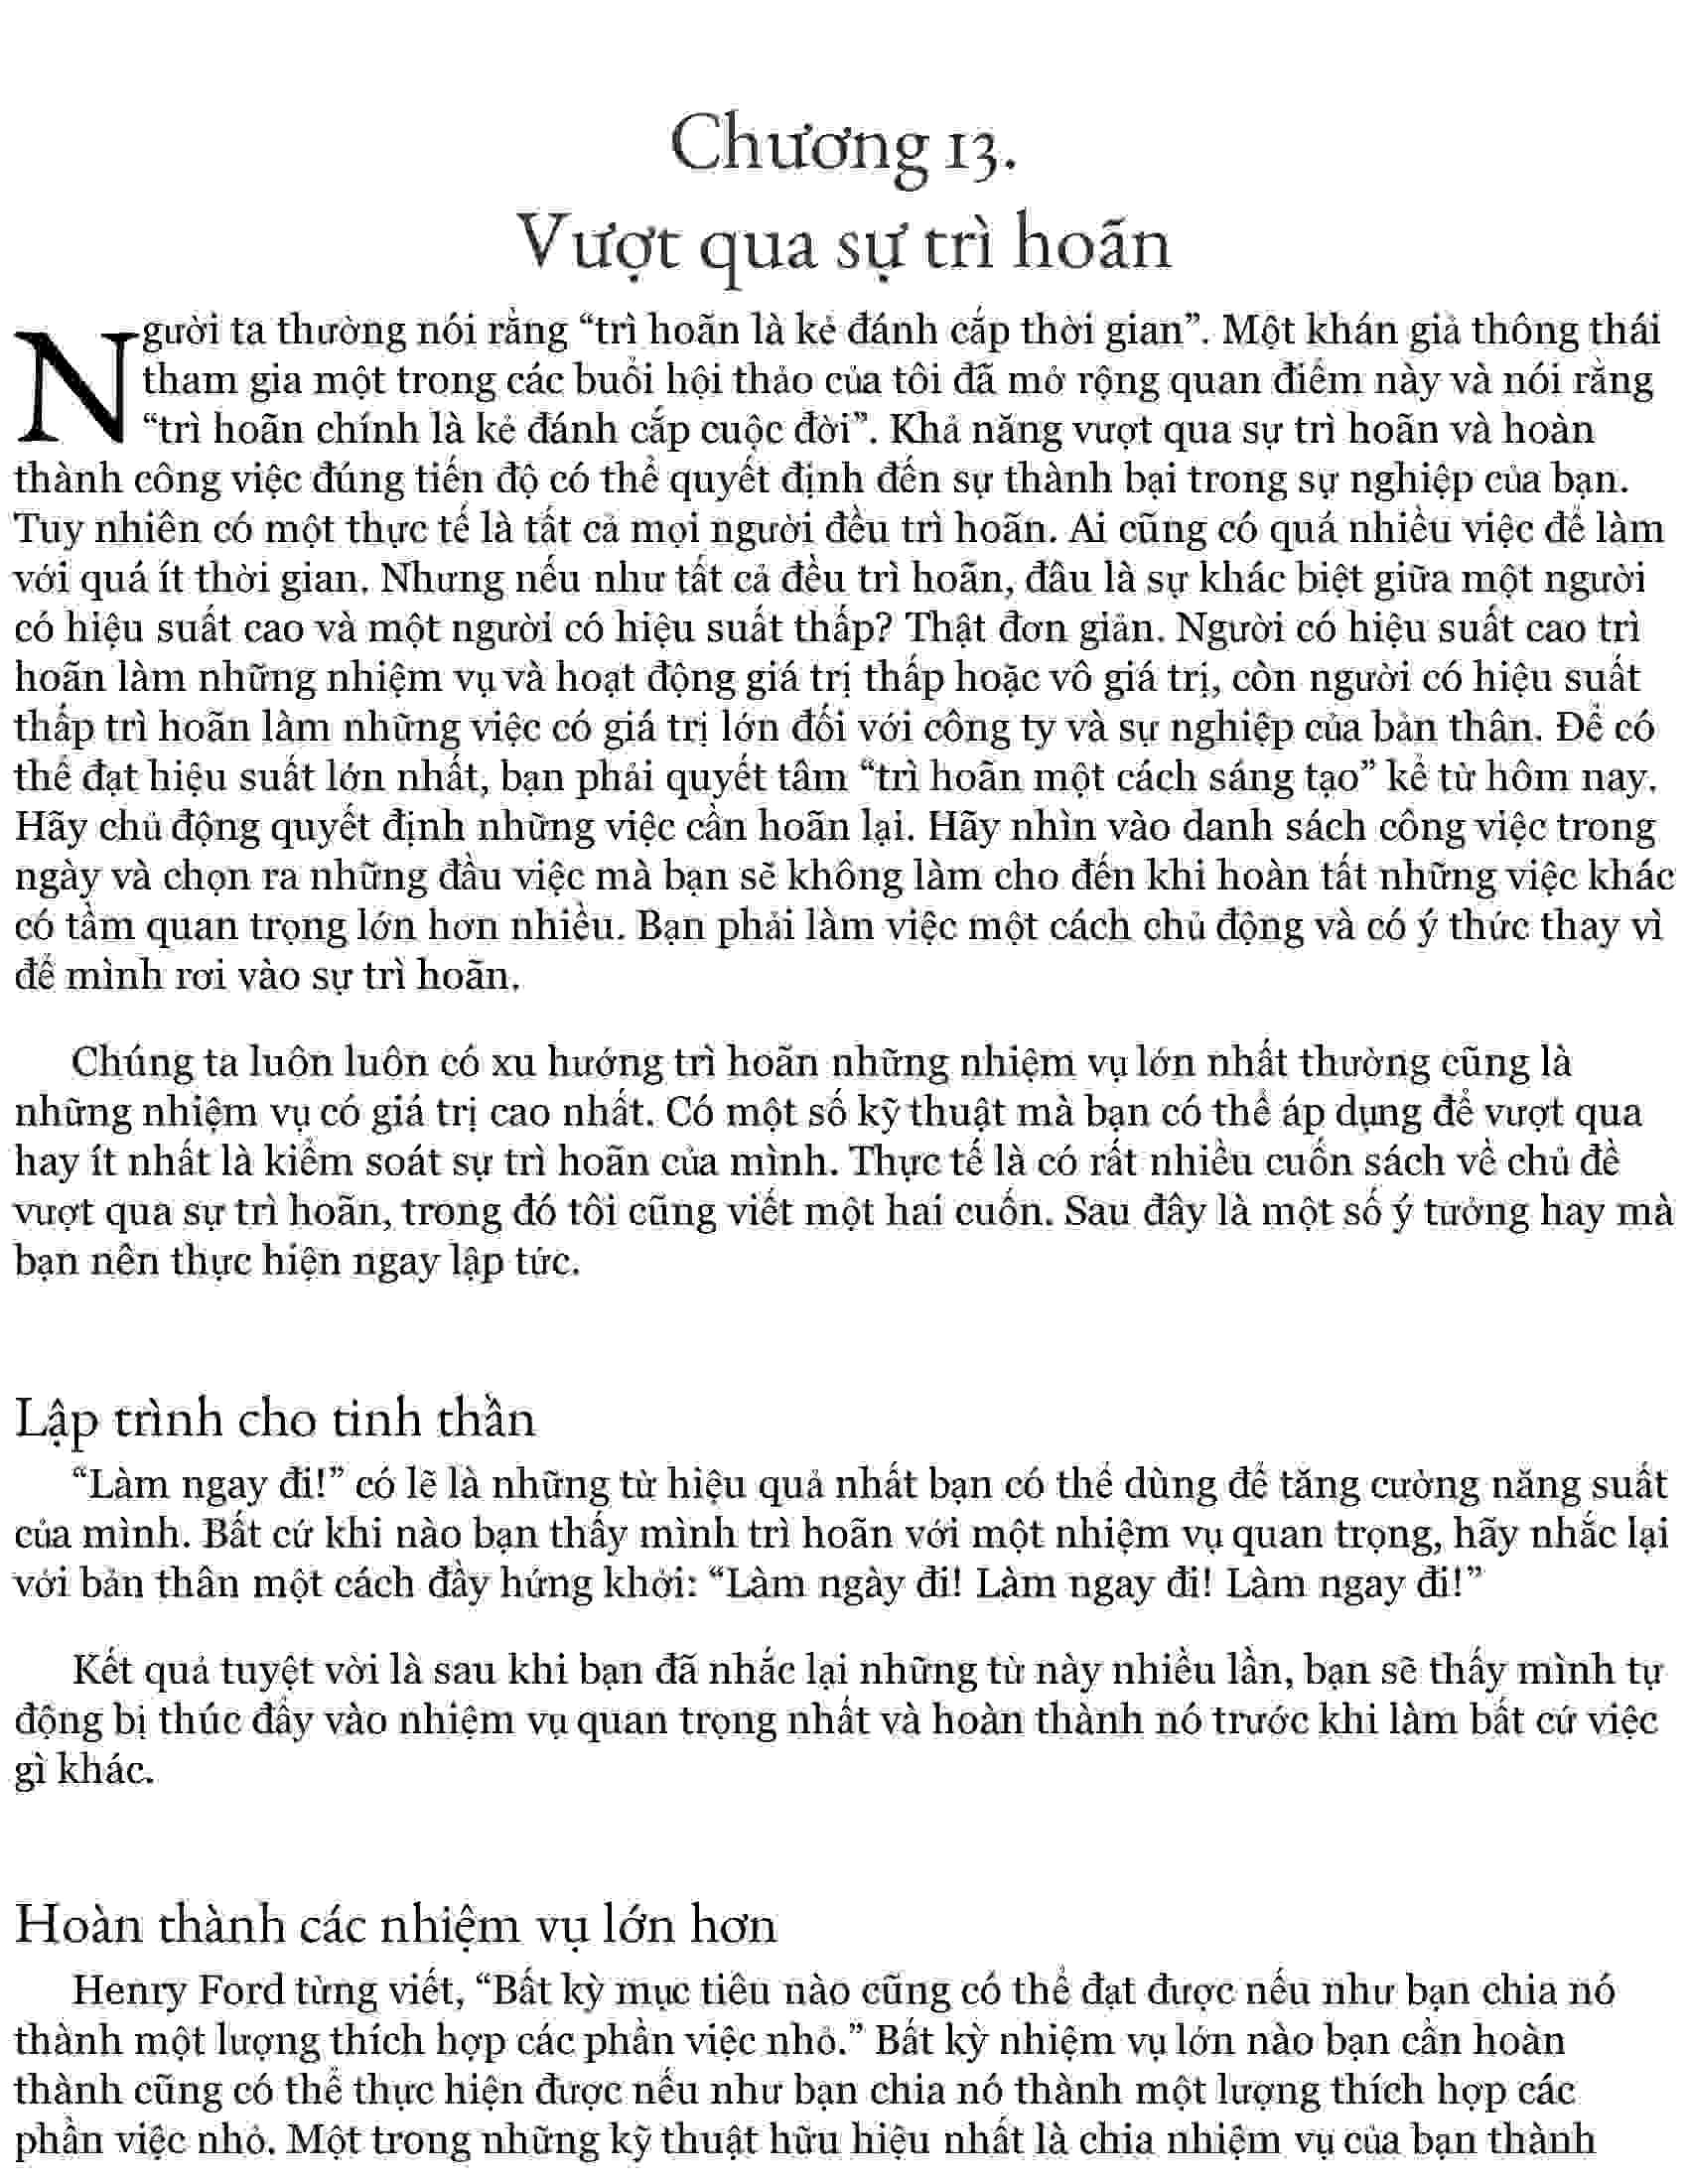 Chương 13.
Vượt qua sự trì hoãn
Người ta thường nói rằng “trì hoãn là kẻ đánh cắp thời gian”. Một khán giả thông thái
tham gia một trong các buổi hội thảo của tôi đã mở rộng quan điểm này và nói rằng
“trì hoãn chính là kẻ đánh cắp cuộc đời”. Khả năng vượt qua sự trì hoãn và hoàn
thành công việc đúng tiến độ có thể quyết định đến sự thành bại trong sự nghiệp của bạn.
Tuy nhiên có một thực tế là tất cả mọi người đều trì hoãn. Ai cũng có quá nhiều việc để làm
với quá ít thời gian. Nhưng nếu như tất cả đều trì hoãn, đâu là sự khác biệt giữa một người
có hiệu suất cao và một người có hiệu suất thấp? Thật đơn giản. Người có hiệu suất cao trì
hoãn làm những nhiệm vụ và hoạt động giá trị thấp hoặc vô giá trị, còn người có hiệu suất
thấp trì hoãn làm những việc có giá trị lớn đối với công ty và sự nghiệp của bản thân. Để có
thể đạt hiệu suất lớn nhất, bạn phải quyết tâm “trì hoãn một cách sáng tạo” kể từ hôm nay.
Hãy chủ động quyết định những việc cần hoãn lại. Hãy nhìn vào danh sách công việc trong
ngày và chọn ra những đầu việc mà bạn sẽ không làm cho đến khi hoàn tất những việc khác
có tầm quan trọng lớn hơn nhiều. Bạn phải làm việc một cách chủ động và có ý thức thay vì
để mình rơi vào sự trì hoãn.
Chúng ta luôn luôn có xu hướng trì hoãn những nhiệm vụ lớn nhất thường cũng là
những nhiệm vụ có giá trị cao nhất. Có một số kỹ thuật mà bạn có thể áp dụng để vượt qua
hay ít nhất là kiểm soát sự trì hoãn của mình. Thực tế là có rất nhiều cuốn sách về chủ đề
vượt qua sự trì hoãn, trong đó tôi cũng viết một hai cuốn. Sau đây là một số ý tưởng hay mà
bạn nên thực hiện ngay lập tức.
Lập trình cho tinh thần
“Làm ngay đi!” có lẽ là những từ hiệu quả nhất bạn có thể dùng để tăng cường năng suất
của mình. Bất cứ khi nào bạn thấy mình trì hoãn với một nhiệm vụ quan trọng, hãy nhắc lại
với bản thân một cách đầy hứng khởi: “Làm ngày đi! Làm ngay đi! Làm ngay đi!”
Kết quả tuyệt vời là sau khi bạn đã nhắc lại những từ này nhiều lần, bạn sẽ thấy mình tự
động bị thúc đẩy vào nhiệm vụ quan trọng nhất và hoàn thành nó trước khi làm bất cứ việc
gì khác.
Hoàn thành các nhiệm vụ lớn hơn
Henry Ford từng viết, “Bất kỳ mục tiêu nào cũng có thể đạt được nếu như bạn chia nó
thành một lượng thích hợp các phần việc nhỏ.” Bất kỳ nhiệm vụ lớn nào bạn cần hoàn
thành cũng có thể thực hiện được nếu như bạn chia nó thành một lượng thích hợp các
phần việc nhỏ. Một trong những kỹ thuật hữu hiệu nhất là chia nhiệm vụ của bạn thành